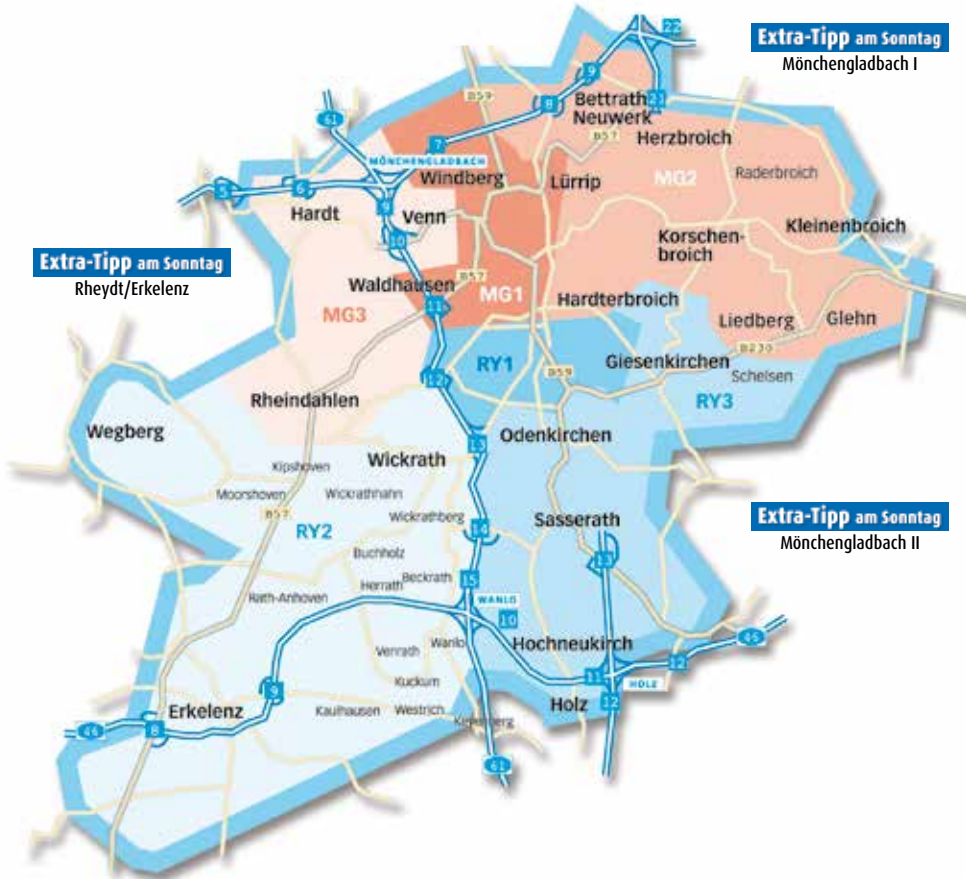 22
Extra-Tipp am Sonntag
Mönchengladbach I
9
B59
8
Bettrath
Neuwerk
23
61
B57
Herzbroich
7
MÖNCHENGLADBACH
Windberg
Lürrip
MG2
Raderbroich
5
6
9
Hardt
Venn
Kleinenbroich
10
Korschen-
broich
Extra-Tipp am Sonntag
Rheydt/Erkelenz
B57
Waldhausen
MG1
Hardterbroich
11
MG3
Liedberg
Glehn
B230
RY1
Giesenkirchen
B59
Schelsen
12
RY3
Rheindahlen
Wegberg
13
Odenkirchen
Wickrath
Kipshoven
Moorshoven
Wickrathhahn
B57
Wickrathberg
Sasserath
Extra-Tipp am Sonntag
Mönchengladbach II
RY2
14
Buchholz
13
Beckrath
15
Herrath
Rath-Anhoven
WANLO
10
46
Wanlo
Hochneukirch
Venrath
12
11
HOLZ
Kuckum
9
Holz
12
Erkelenz
Kaulhausen
Westrich
46
8
61